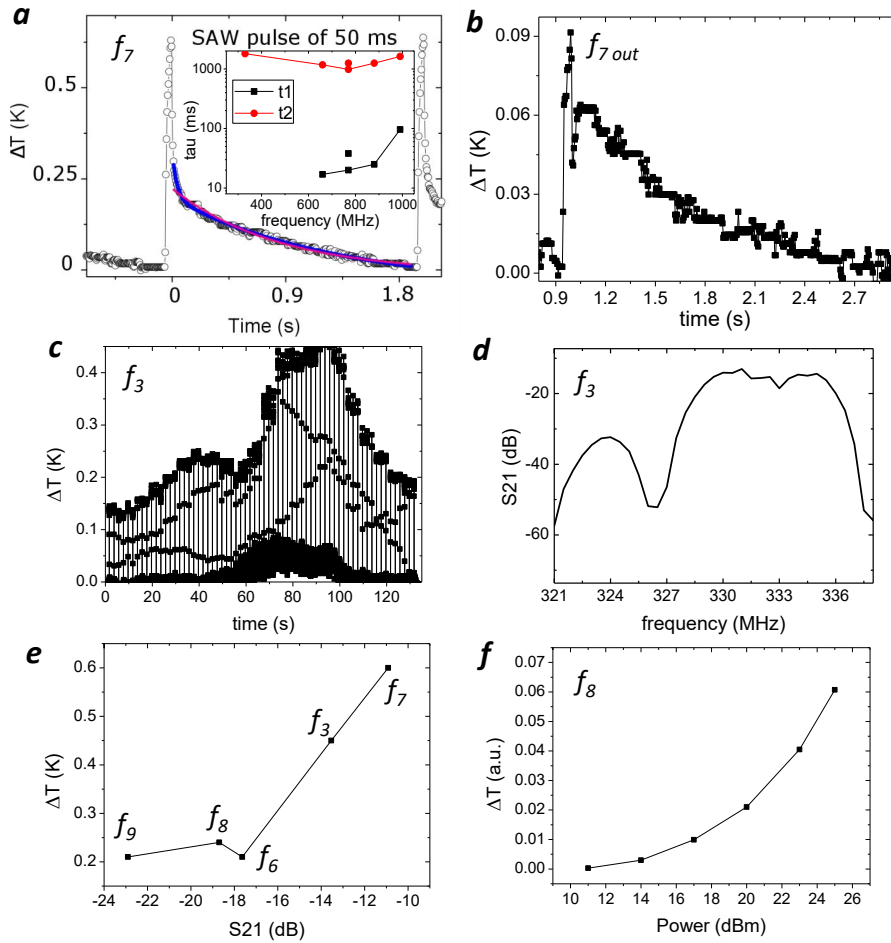 a
f7
SAW pulse of 50 ms
t1
t2
tau (ms)
1000
100
10
400 600 800 1000
frequency (MHz)
ΔT (K)
0.5
0.25
0
0 0.9 1.8
Time (s)
b
f7 out
ΔT (K)
0.09
0.06
0.03
0.00
0.9 1.2 1.5 1.8 2.1 2.4 2.7
time (s)
c
f3
ΔT (K)
0.4
0.3
0.2
0.1
0.0
0 20 40 60 80 100 120
time (s)
d
f3
S21 (dB)
-20
-40
-60
321 324 327 330 333 336
frequency (MHz)
e
ΔT (K)
0.6
0.5
0.4
0.3
0.2
f9
f8
f6
f3
f7
-24 -22 -20 -18 -16 -14 -12 -10
S21 (dB)
f
f8
ΔT (a.u.)
0.07
0.06
0.05
0.04
0.03
0.02
0.01
0.00
10 12 14 16 18 20 22 24 26
Power (dBm)